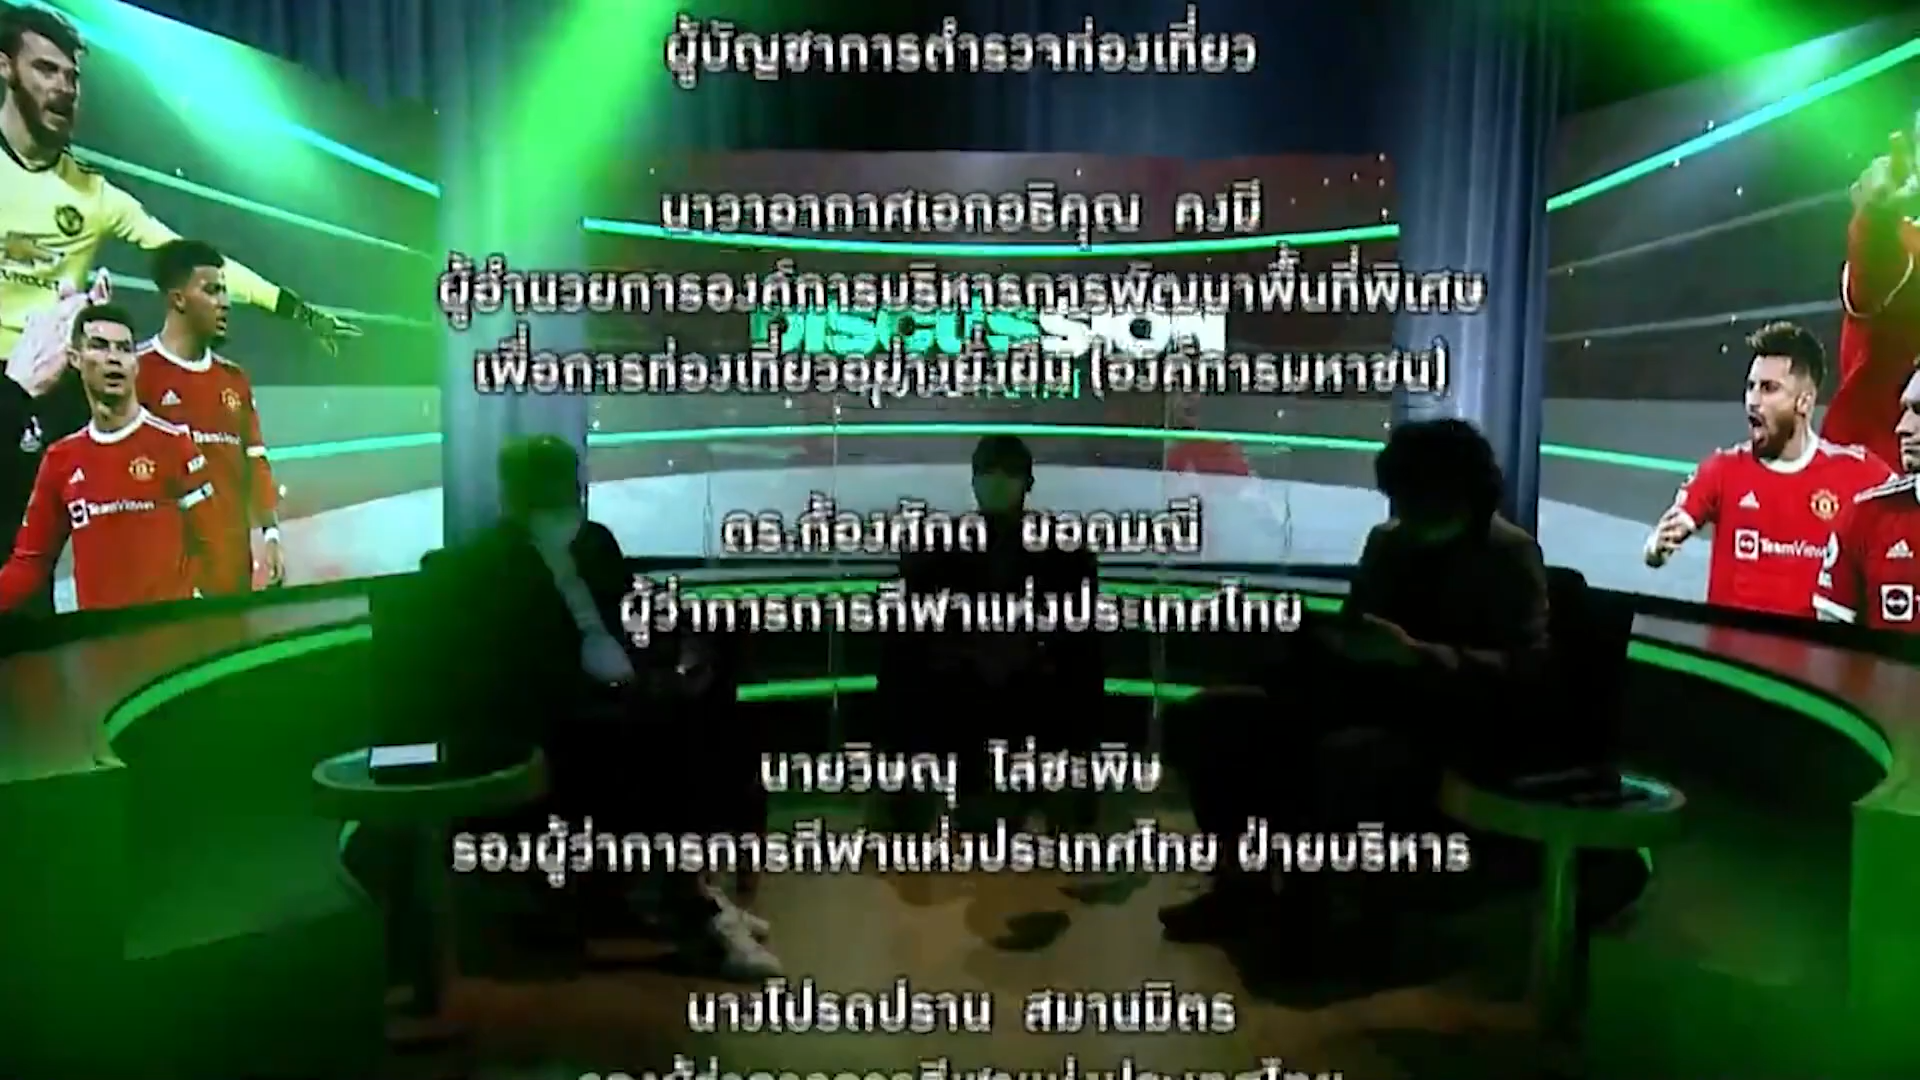 ผู้บัญชาการตำรวจท่องเที่ยว
นาวาอากาศเอกอธิคุณ คงมี
ผู้อำนวยการองค์การบริหารการพัฒนาพื้นที่พิเศษ
DISCUSSION
เพื่อการท่องเที่ยวอย่างยั่งยืน (องค์การมหาชน)
ดร.ก้องศักด ยอดมณี
ผู้ว่าการการกีฬาแห่งประเทศไทย
นายวิษณุ ไล่ชะพิษ
รองผู้ว่าการการกีฬาแห่งประเทศไทย ฝ่ายบริหาร
นางโปรดปราน สมานมิตร
TeamViewer
TeamViewer